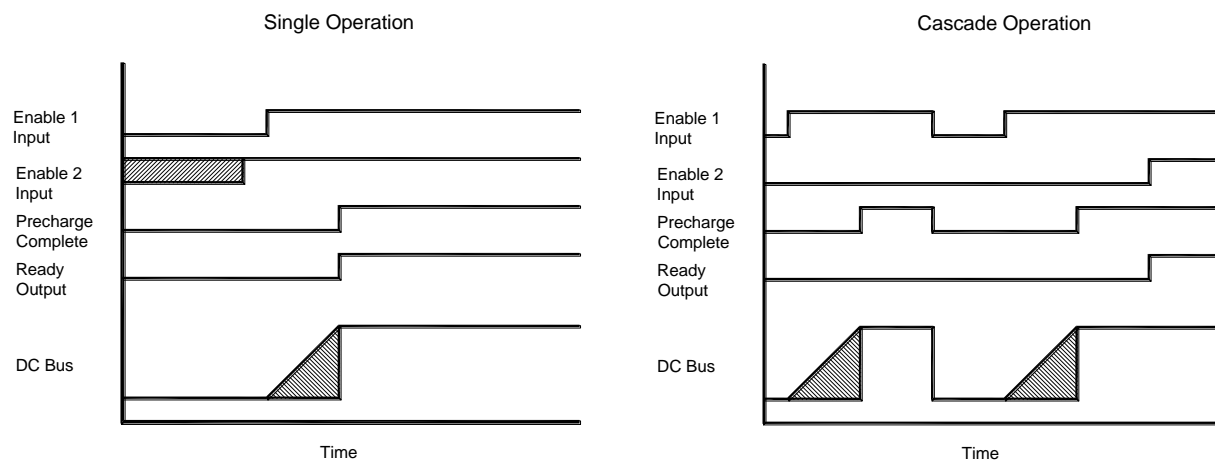 Single Operation
Enable 1
Input
Enable 2
Input
Precharge
Complete
Ready
Output
DC Bus
Time
Cascade Operation
Enable 1
Input
Enable 2
Input
Precharge
Complete
Ready
Output
DC Bus
Time